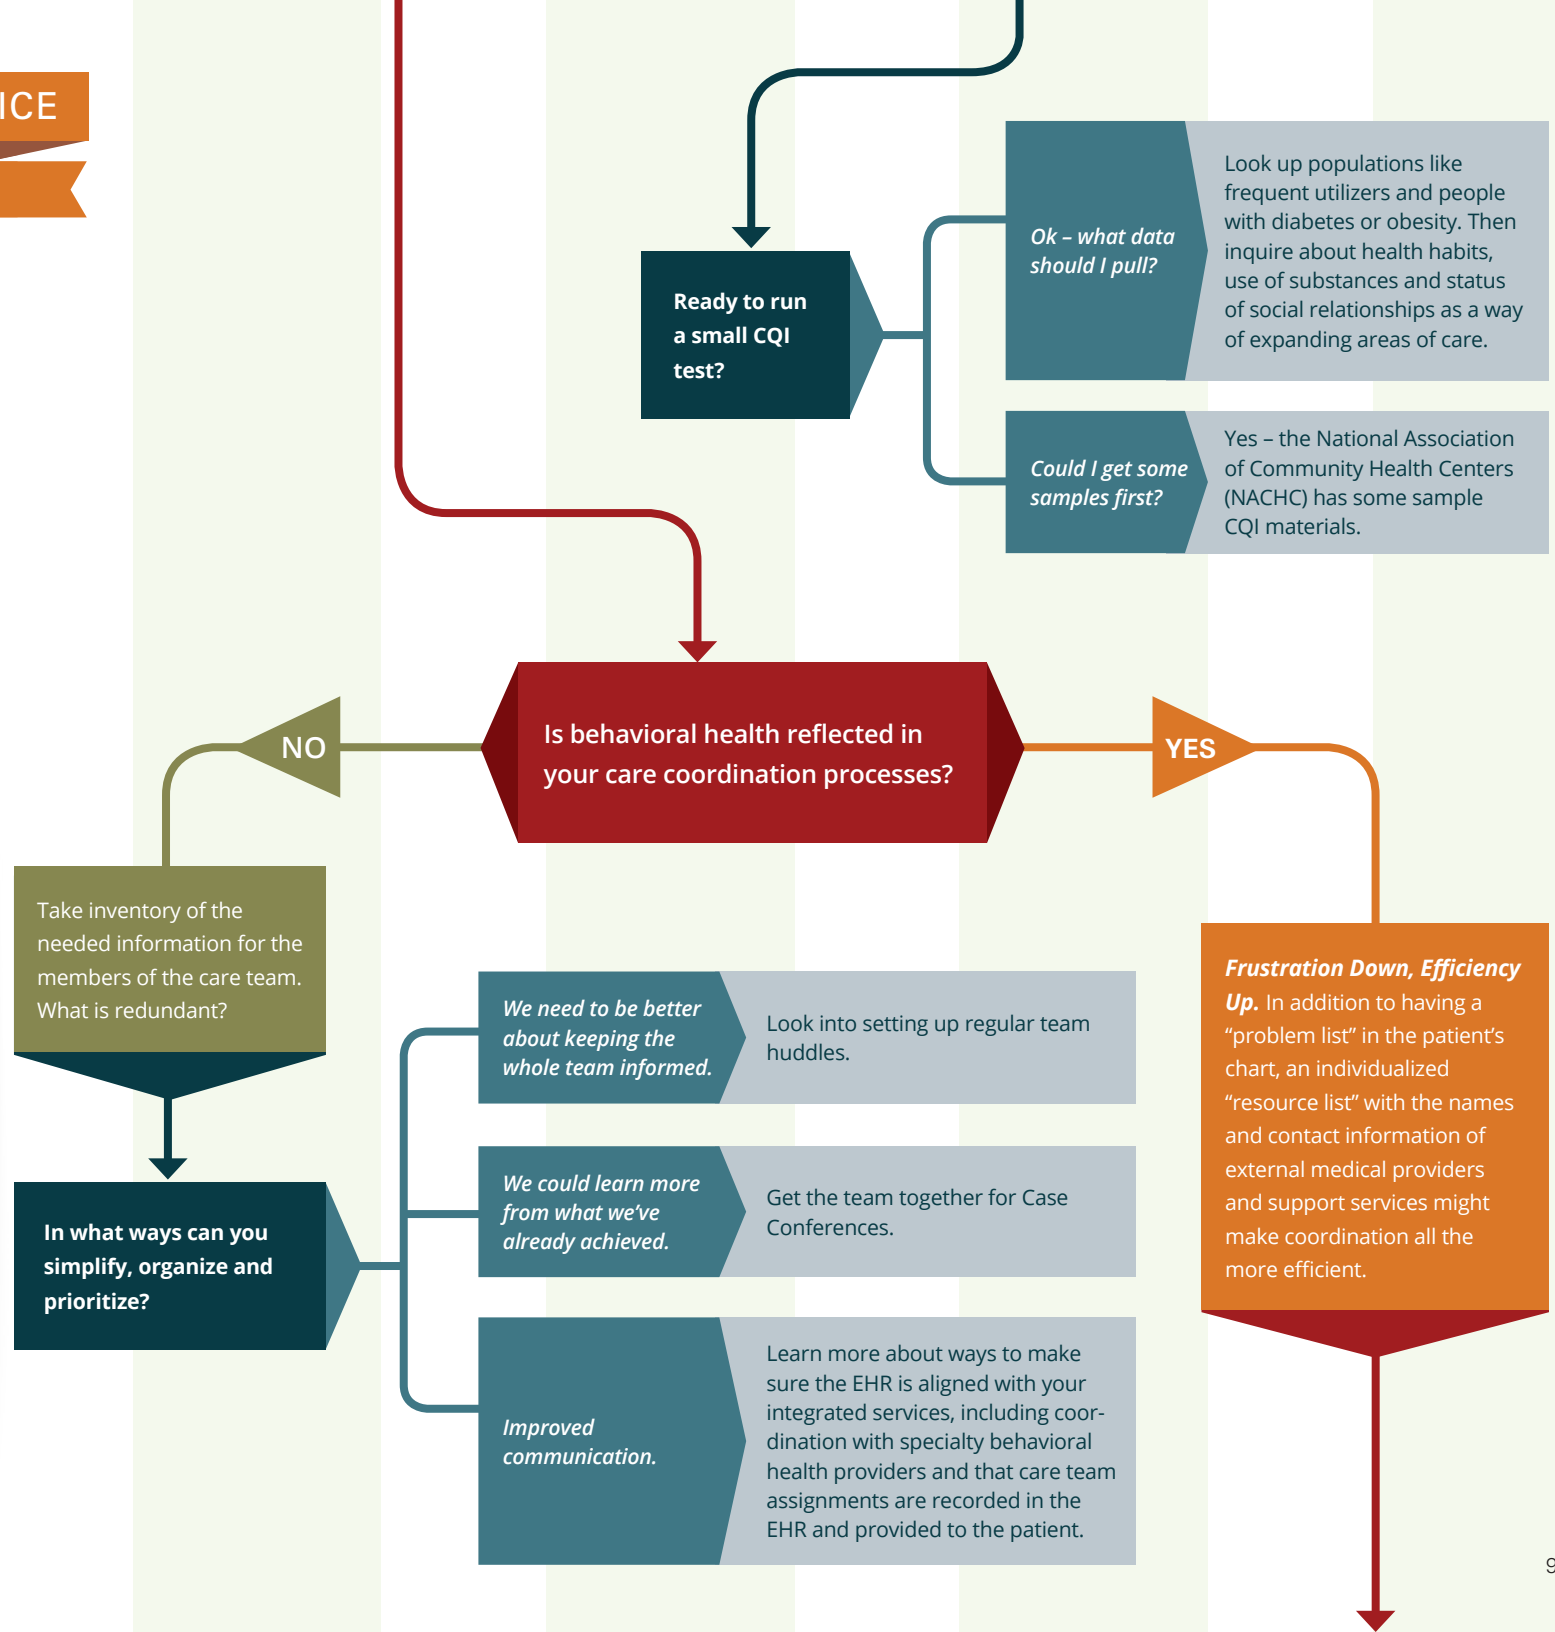 ICE
Ready to run
a small CQI
test?
Ok – what data
should I pull?
Look up populations like
frequent utilizers and people
with diabetes or obesity. Then
inquire about health habits,
use of substances and status
of social relationships as a way
of expanding areas of care.
Could I get some
samples first?
Yes – the National Association
of Community Health Centers
(NACHC) has some sample
CQI materials.
Is behavioral health reflected in
your care coordination processes?
NO
YES
Take inventory of the
needed information for the
members of the care team.
What is redundant?
In what ways can you
simplify, organize and
prioritize?
We need to be better
about keeping the
whole team informed.
Look into setting up regular team
huddles.
We could learn more
from what we’ve
already achieved.
Get the team together for Case
Conferences.
Improved
communication.
Learn more about ways to make
sure the EHR is aligned with your
integrated services, including coor-
dination with specialty behavioral
health providers and that care team
assignments are recorded in the
EHR and provided to the patient.
Frustration Down, Efficiency
Up. In addition to having a
“problem list” in the patient’s
chart, an individualized
“resource list” with the names
and contact information of
external medical providers
and support services might
make coordination all the
more efficient.
9